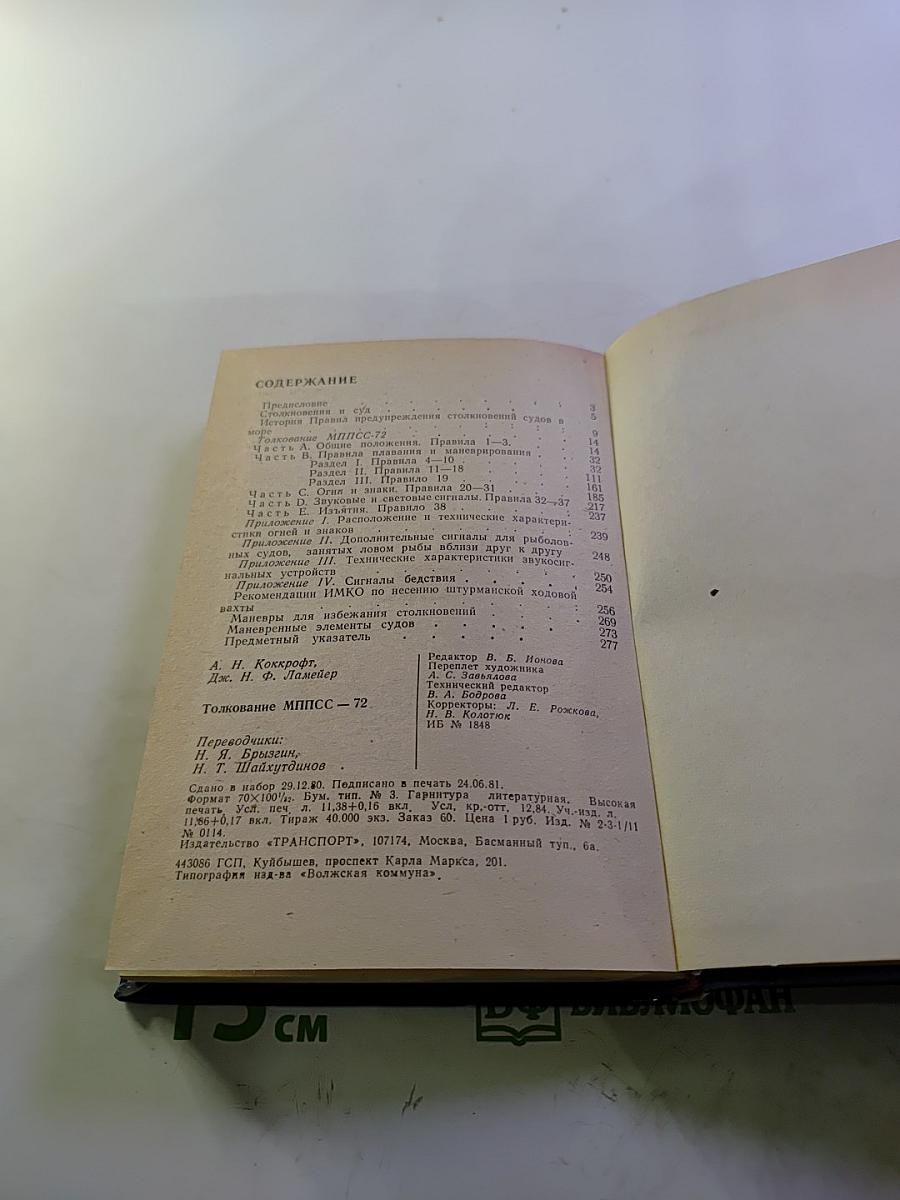 СОДЕРЖАНИЕ
Предисловие . . . . . . . . . 3
Столкновения и суд . . . . . . . . 5
История Правил предупреждения столкновений судов в
море . . . . . . . . . 9
Толкование МППСС-72 . . . . . . . 14
Часть А. Общие положения. Правила 1—3. . . . 14
Часть В. Правила плавания и маневрирования . . . 32
Раздел I. Правила 4—10 . . . . . 32
Раздел II. Правила 11—18 . . . . . 111
Раздел III. Правило 19 . . . . . 161
Часть С. Огни и знаки. Правила 20—31 . . . . 185
Часть D. Звуковые и световые сигналы. Правила 32—37 217
Часть Е. Изъятия. Правило 38 . . . . . 237
Приложение I. Расположение и технические характери-
стики огней и знаков . . . . . . . 239
Приложение II. Дополнительные сигналы для рыболов-
ных судов, занятых ловом рыбы вблизи друг к другу 248
Приложение III. Технические характеристики звукосиг-
нальных устройств . . . . . . . 250
Приложение IV. Сигналы бедствия . . . . . 254
Рекомендации ИМКО по несению штурманской ходовой
вахты . . . . . . . . . 256
Маневры для избежания столкновений . . . . 269
Маневренные элементы судов . . . . . 273
Предметный указатель . . . . . 277
А. Н. Коккрофт,
Дж. Н. Ф. Ламейер
Толкование МППСС — 72
Переводчики:
Н. Я. Брызгин,
Н. Т. Шайхутдинов
Редактор В. Б. Ионова
Переплет художника
А. С. Завьялова
Технический редактор
В. А. Бодрова
Корректоры: Л. Е. Рожкова,
Н. В. Колотюк
ИБ № 1848
Сдано в набор 29.12.80. Подписано в печать 24.06.81.
Формат 70×100¹/₃₂. Бум. тип. № 3. Гарнитура литературная. Высокая
печать. Усл. печ. л. 11,38+0,16 вкл. Усл. кр.-отт. 12,84. Уч.-изд. л.
11,86+0,17 вкл. Тираж 40.000 экз. Заказ 60. Цена 1 руб. Изд. № 2-3-1/11
№ 0114.
Издательство «ТРАНСПОРТ», 107174, Москва, Басманный туп., 6а.
443086 ГСП, Куйбышев, проспект Карла Маркса, 201.
Типография изд-ва «Волжская коммуна».
15 СМ
БФ БИБЛИОФАН